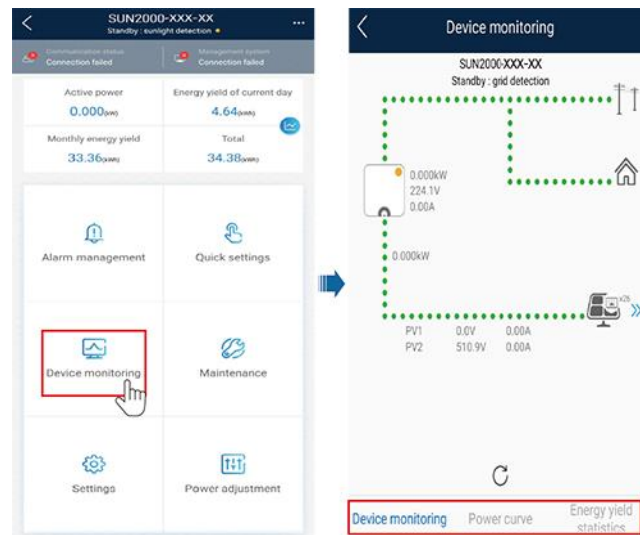 SUN2000-XXX-XX
Standby : sunlight detection
Communication status
Connection failed
Management system
Connection failed
Active power
0.000(kW)
Energy yield of current day
4.64(kWh)
Monthly energy yield
33.36(kWh)
Total
34.38(kWh)
Alarm management
Quick settings
Device monitoring
Maintenance
Settings
Power adjustment
Device monitoring
SUN2000-XXX-XX
Standby : grid detection
0.000kW
224.1V
0.00A
0.000kW
x26
PV1 0.0V 0.00A
PV2 510.9V 0.00A
Device monitoring
Power curve
Energy yield
statistics